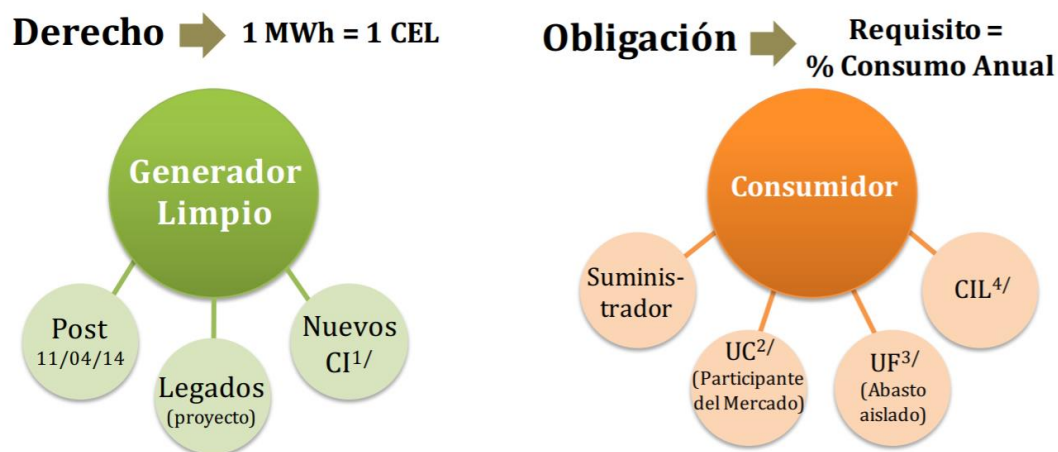 Derecho
1 MWh = 1 CEL
Generador
Limpio
Post
11/04/14
Legados
(proyecto)
Nuevos
CI1/
Obligación
Requisito =
% Consumo Anual
Consumidor
Suminis-
trador
UC2/
(Participante
del Mercado)
UF3/
(Abasto
aislado)
CIL4/